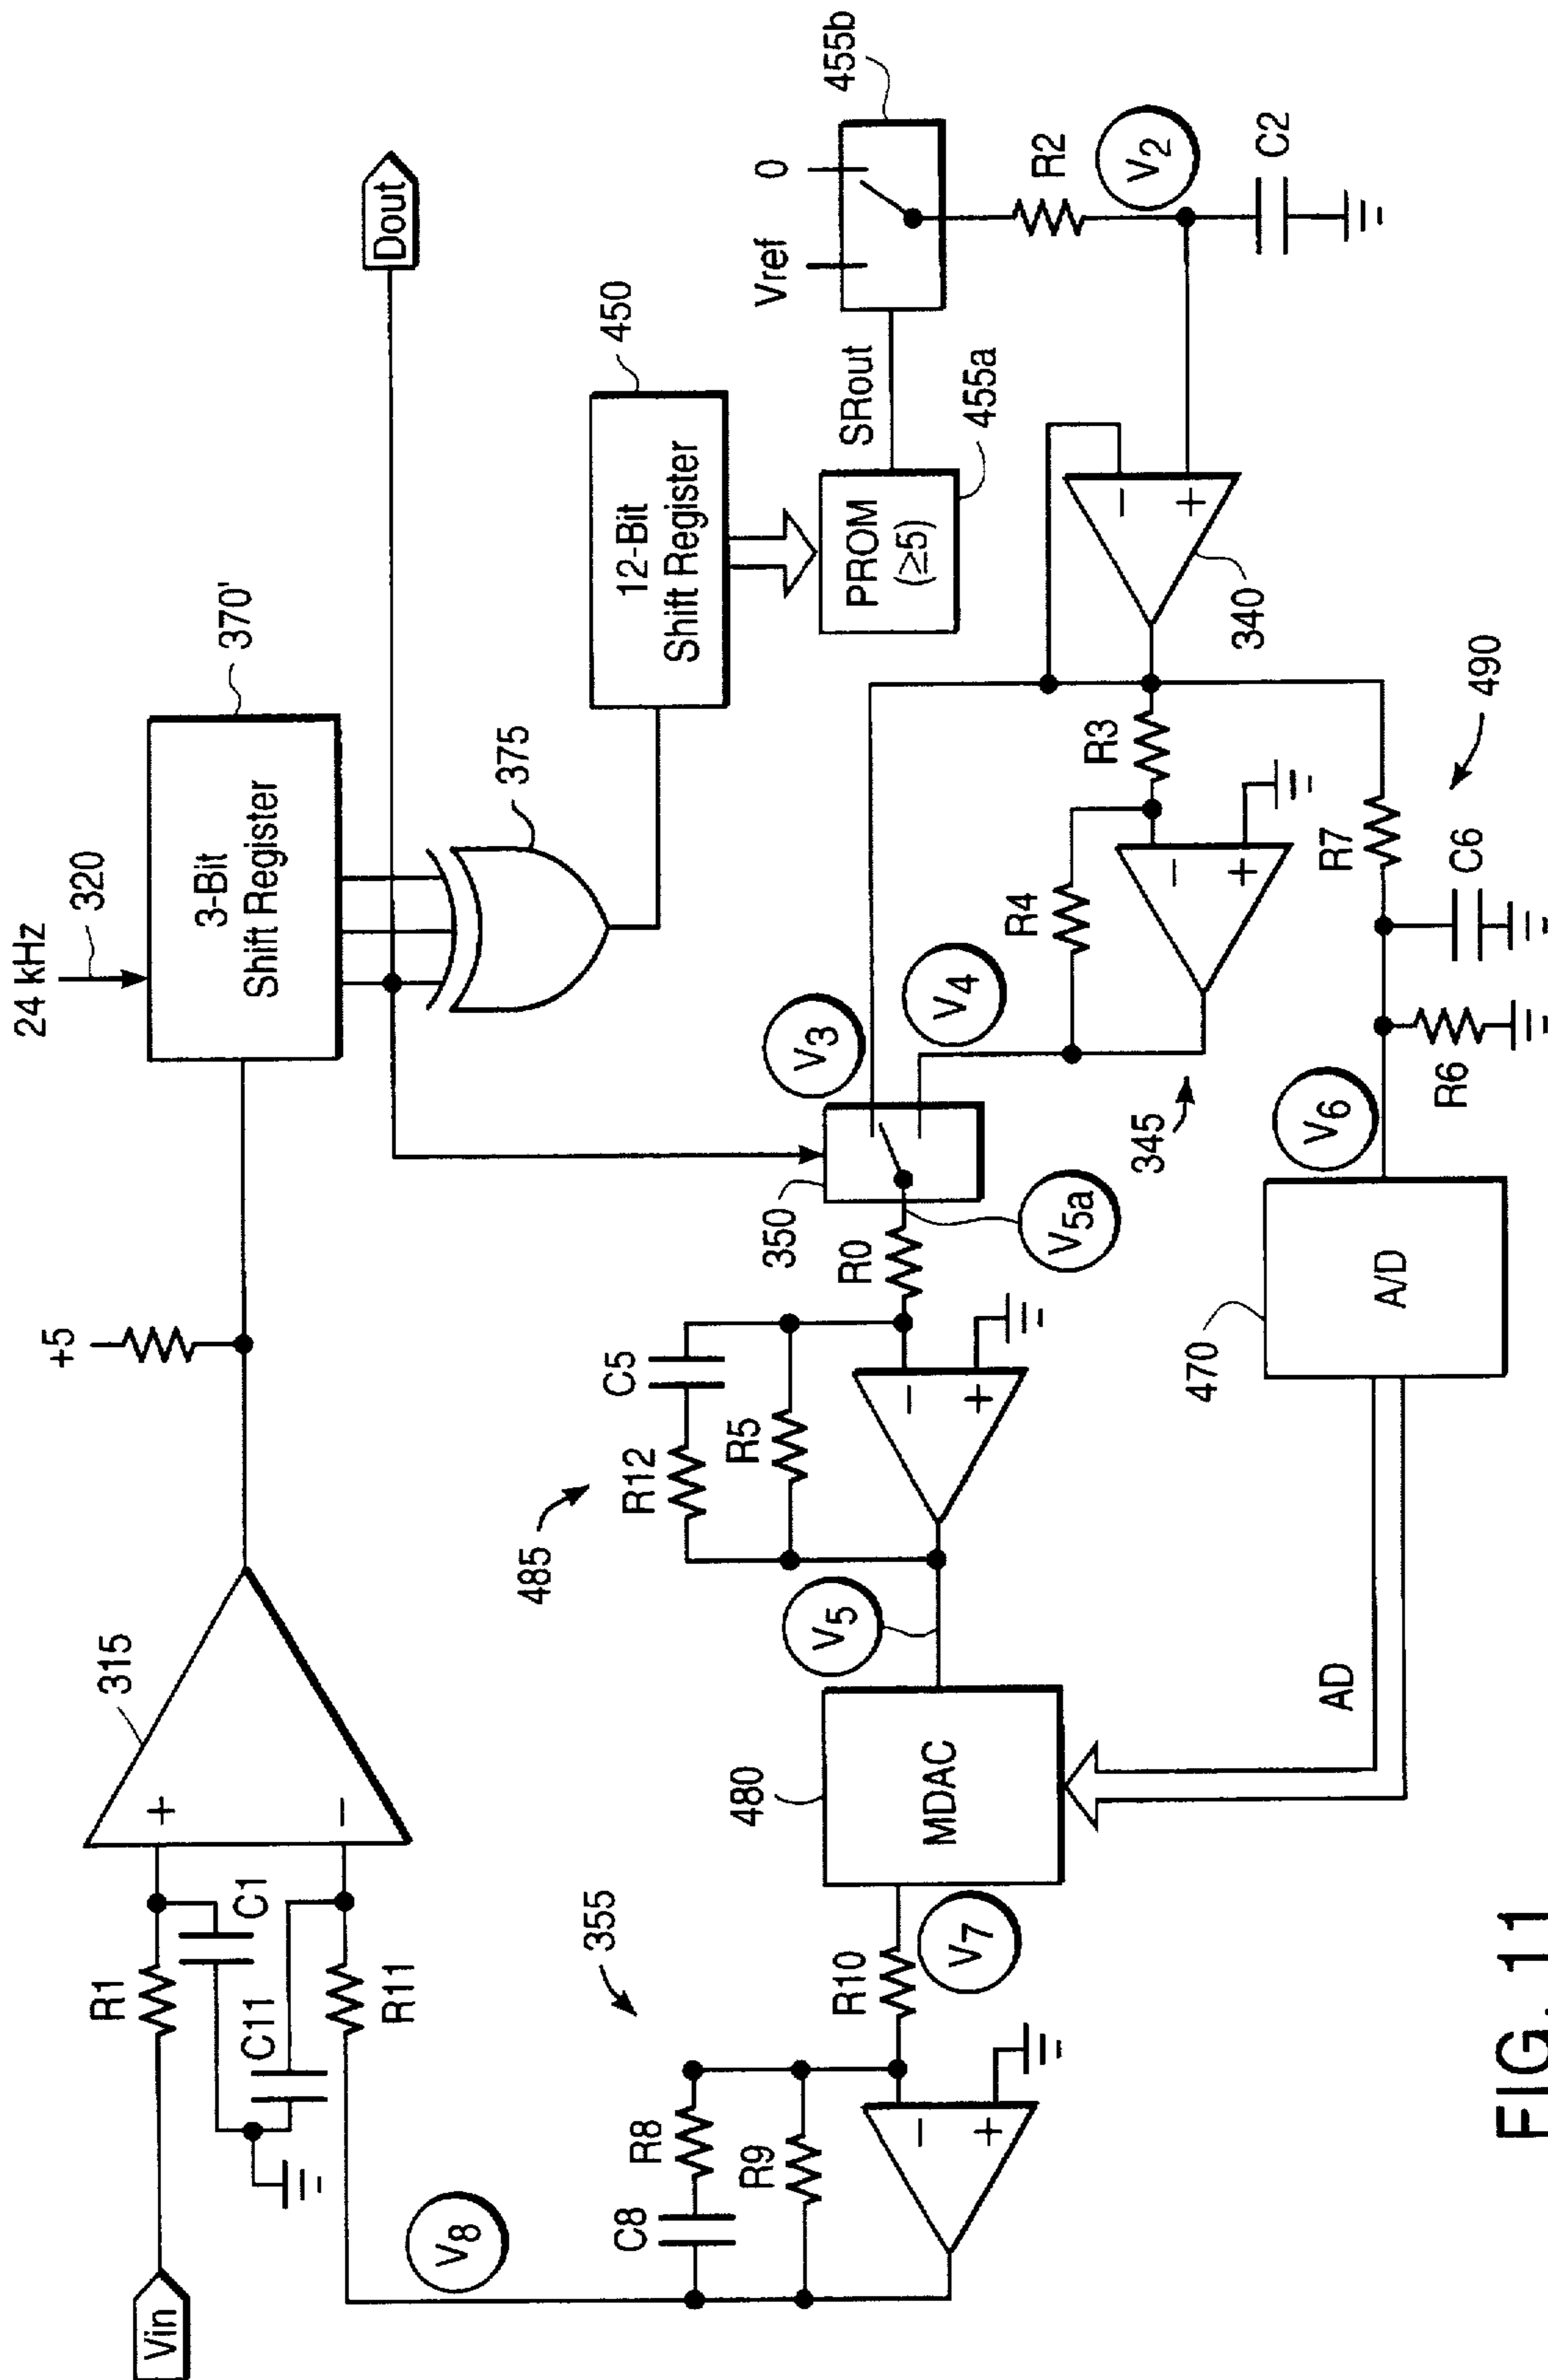 24 kHz
320
3-Bit
Shift Register
370'
Dout
375
+5
315
+
−
R1
C1
C11
R11
Vin
V8
12-Bit
Shift Register
450
PROM
(≥5)
455a
SRout
Vref
0
455b
R2
V2
C2
−
+
340
R3
R4
−
+
345
V3
V4
350
V5a
R0
C5
R12
R5
485
−
+
V5
MDAC
480
AD
A/D
470
V6
R6
C6
R7
490
V7
R10
355
R8
C8
R9
−
+
FIG. 11